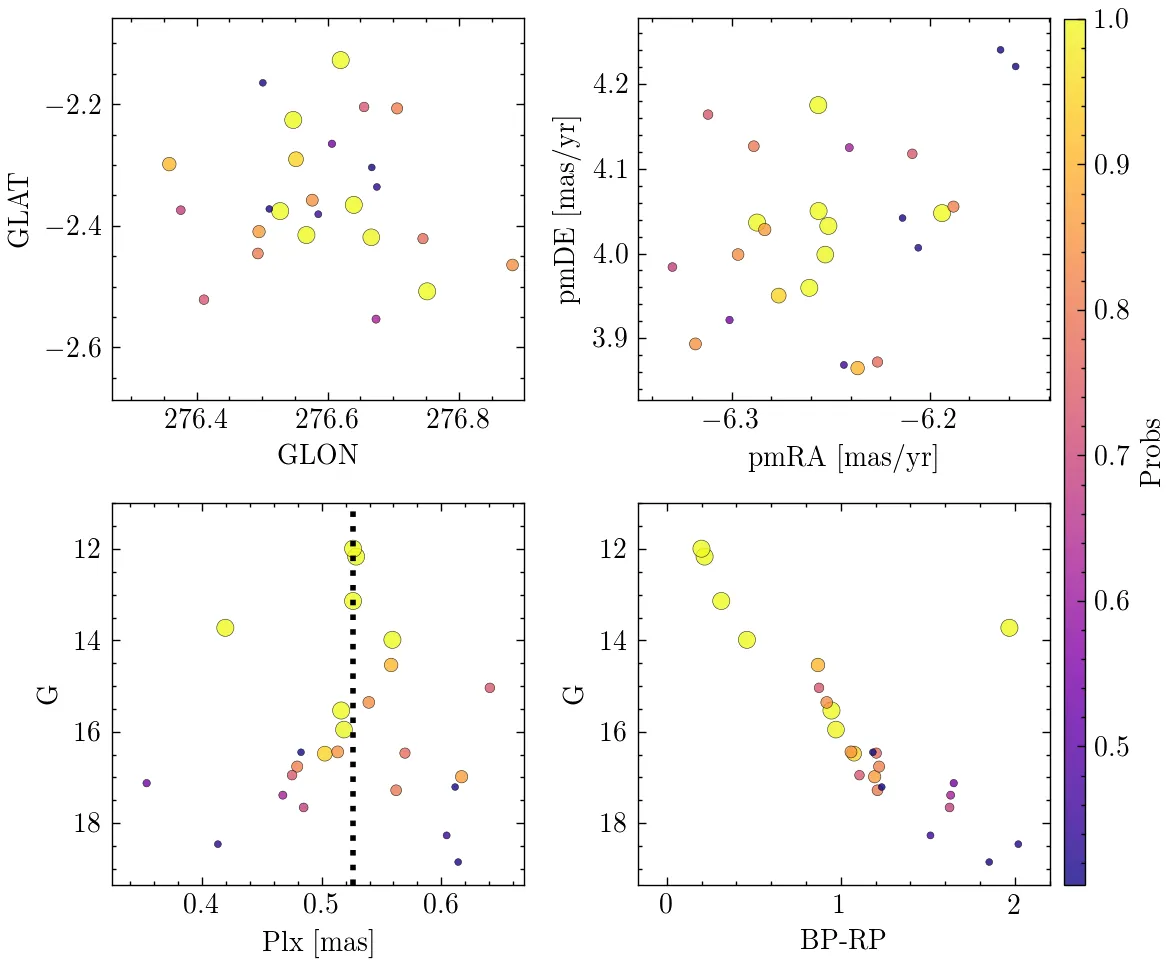 −2.2
−2.4
−2.6
GLAT
276.4 276.6 276.8
GLON
4.2
4.1
4.0
3.9
pmDE [mas/yr]
−6.3 −6.2
pmRA [mas/yr]
1.0
0.9
0.8
0.7
0.6
0.5
Probs
12
14
16
18
G
0.4 0.5 0.6
Plx [mas]
12
14
16
18
G
0 1 2
BP-RP